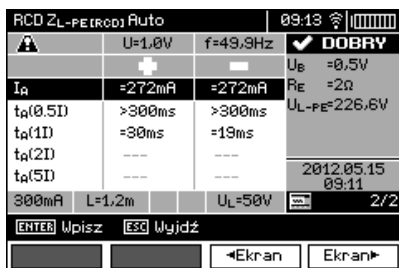 RCD ZL-PE[RCD] Auto 09:13
U=1,0V f=49,9Hz ✔ DOBRY
+ −
UB =0,5V
IA =272mA =272mA RE =2Ω
tA(0.5I) >300ms >300ms UL-PE=226,6V
tA(1I) =30ms =19ms
tA(2I) --- ---
tA(5I) --- --- 2012.05.15
09:11
300mA L=1,2m UL=50V 2/2
ENTER Wpisz ESC Wyjdź
◄Ekran Ekran►